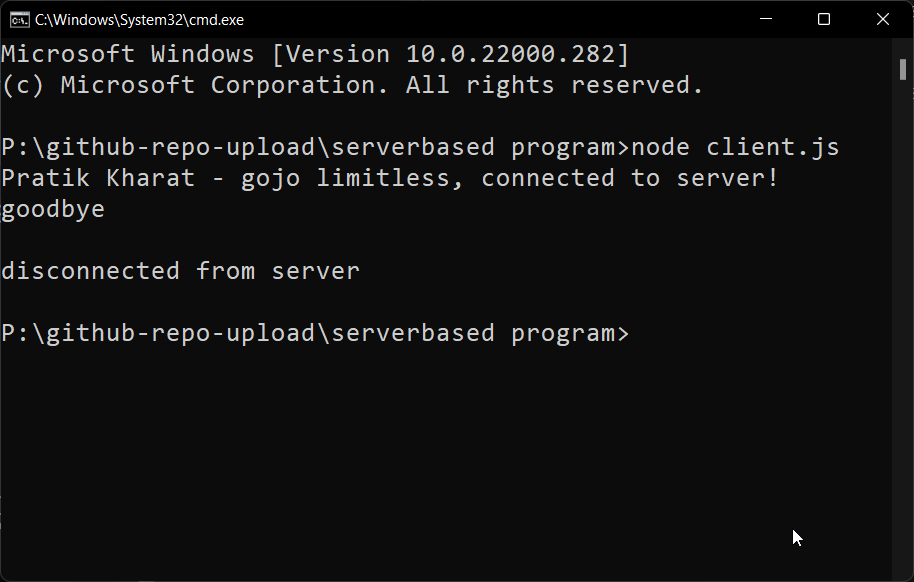 C:\Windows\System32\cmd.exe
Microsoft Windows [Version 10.0.22000.282]
(c) Microsoft Corporation. All rights reserved.
P:\github-repo-upload\serverbased program>node client.js
Pratik Kharat - gojo limitless, connected to server!
goodbye
disconnected from server
P:\github-repo-upload\serverbased program>